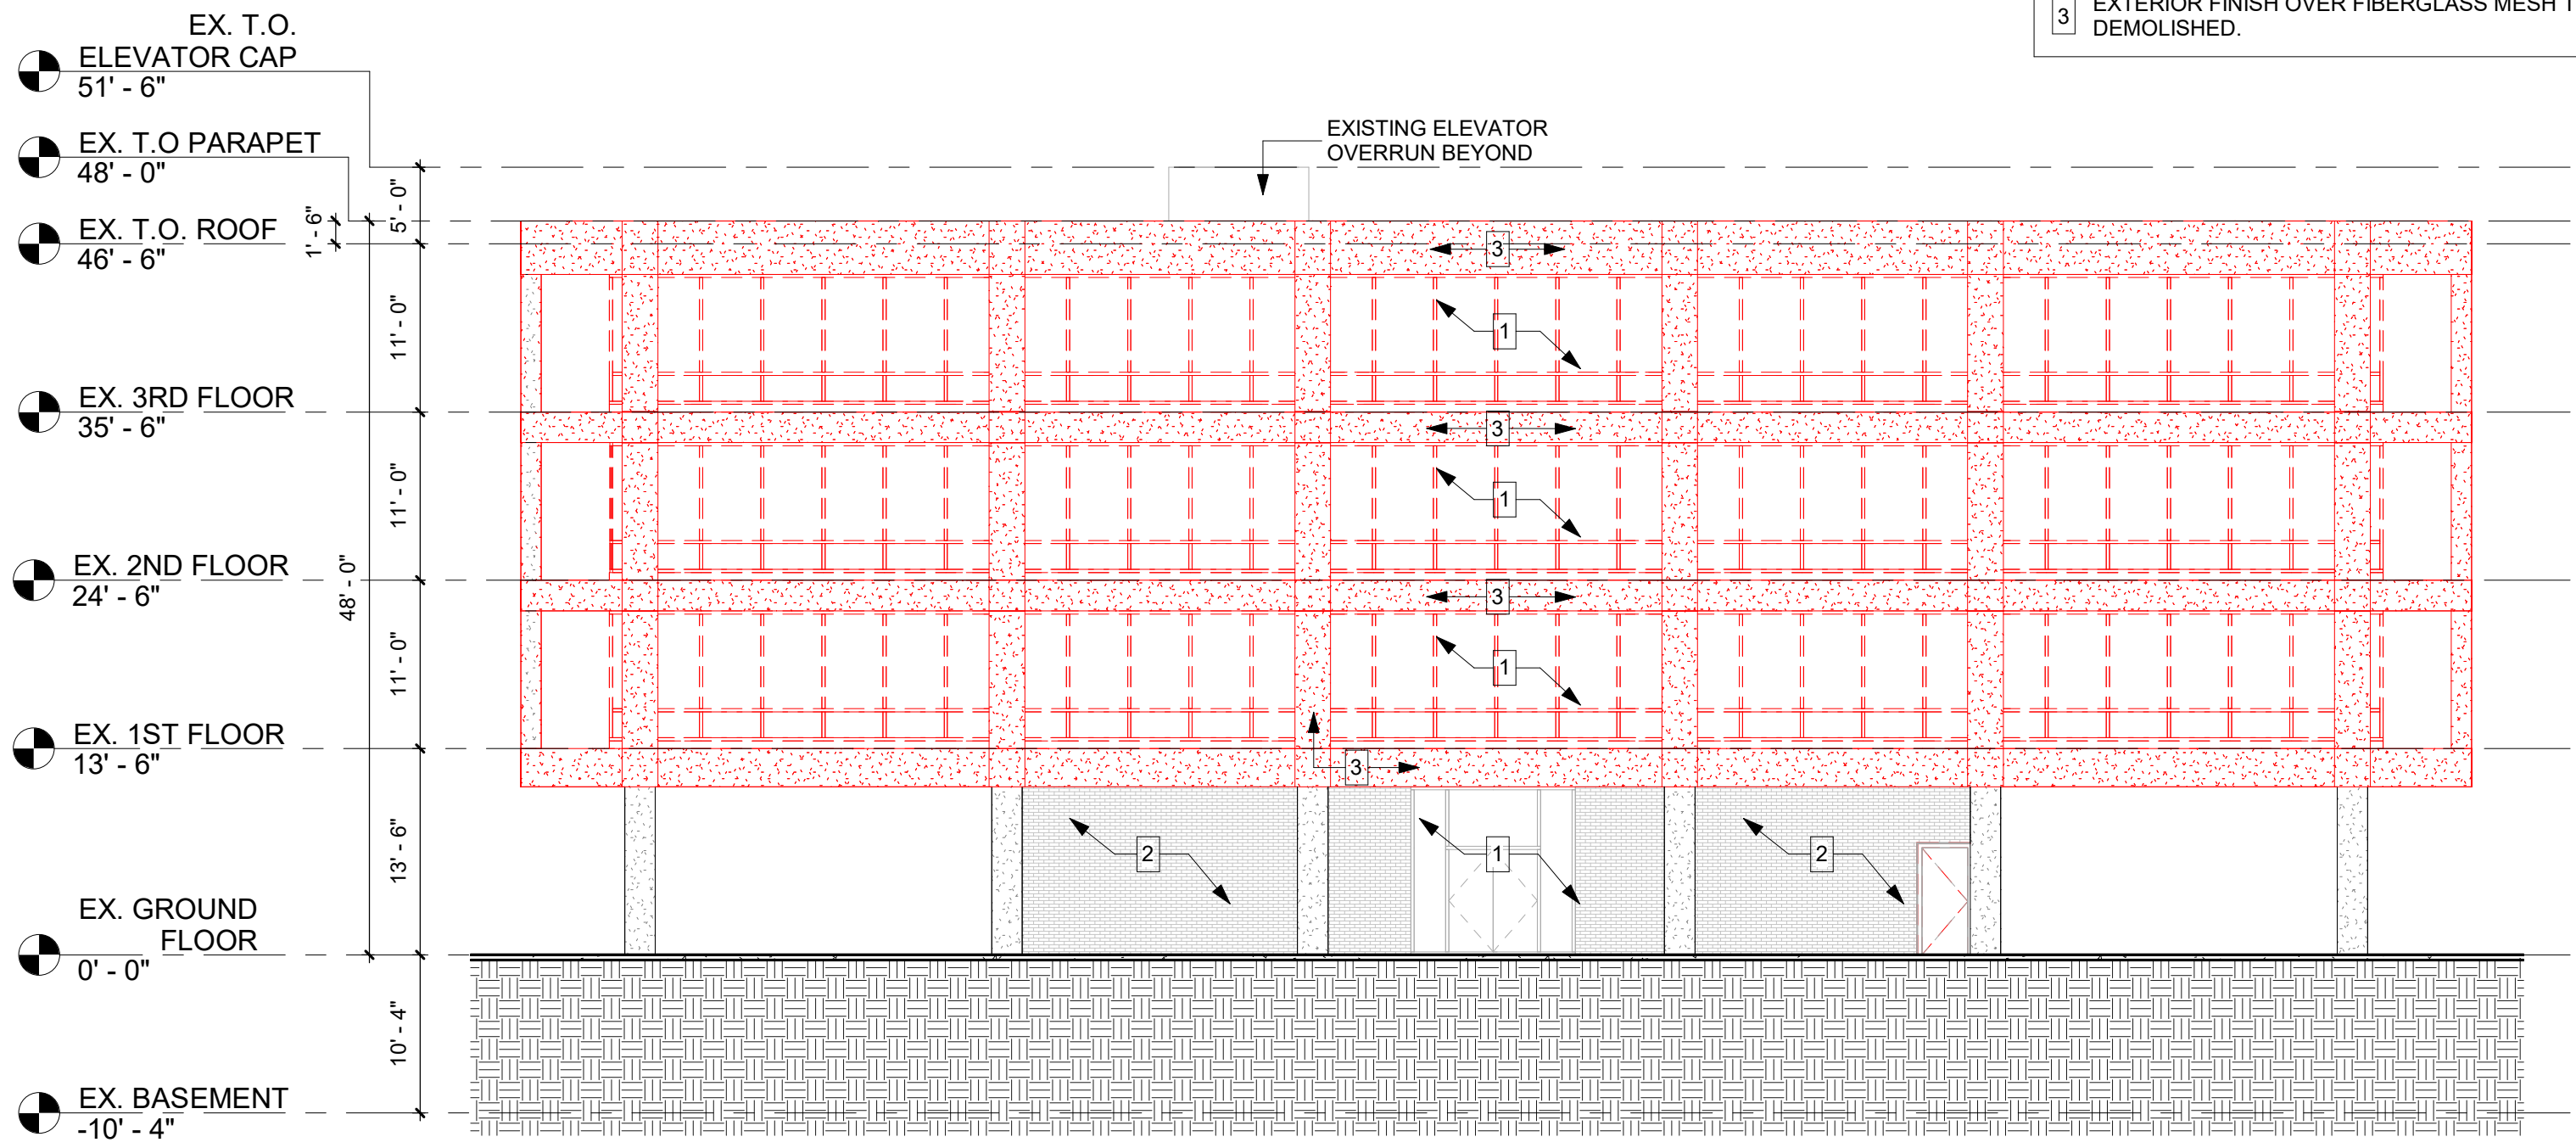 3 EXTERIOR FINISH OVER FIBERGLASS MESH
DEMOLISHED.
EX. T.O.
ELEVATOR CAP
51' - 6"
EX. T.O PARAPET
48' - 0"
EX. T.O. ROOF
46' - 6"
EX. 3RD FLOOR
35' - 6"
EX. 2ND FLOOR
24' - 6"
EX. 1ST FLOOR
13' - 6"
EX. GROUND
FLOOR
0' - 0"
EX. BASEMENT
-10' - 4"
1' - 6"
48' - 0"
5' - 0"
11' - 0"
11' - 0"
11' - 0"
13' - 6"
10' - 4"
EXISTING ELEVATOR
OVERRUN BEYOND
3
1
3
1
3
1
3
2
1
2